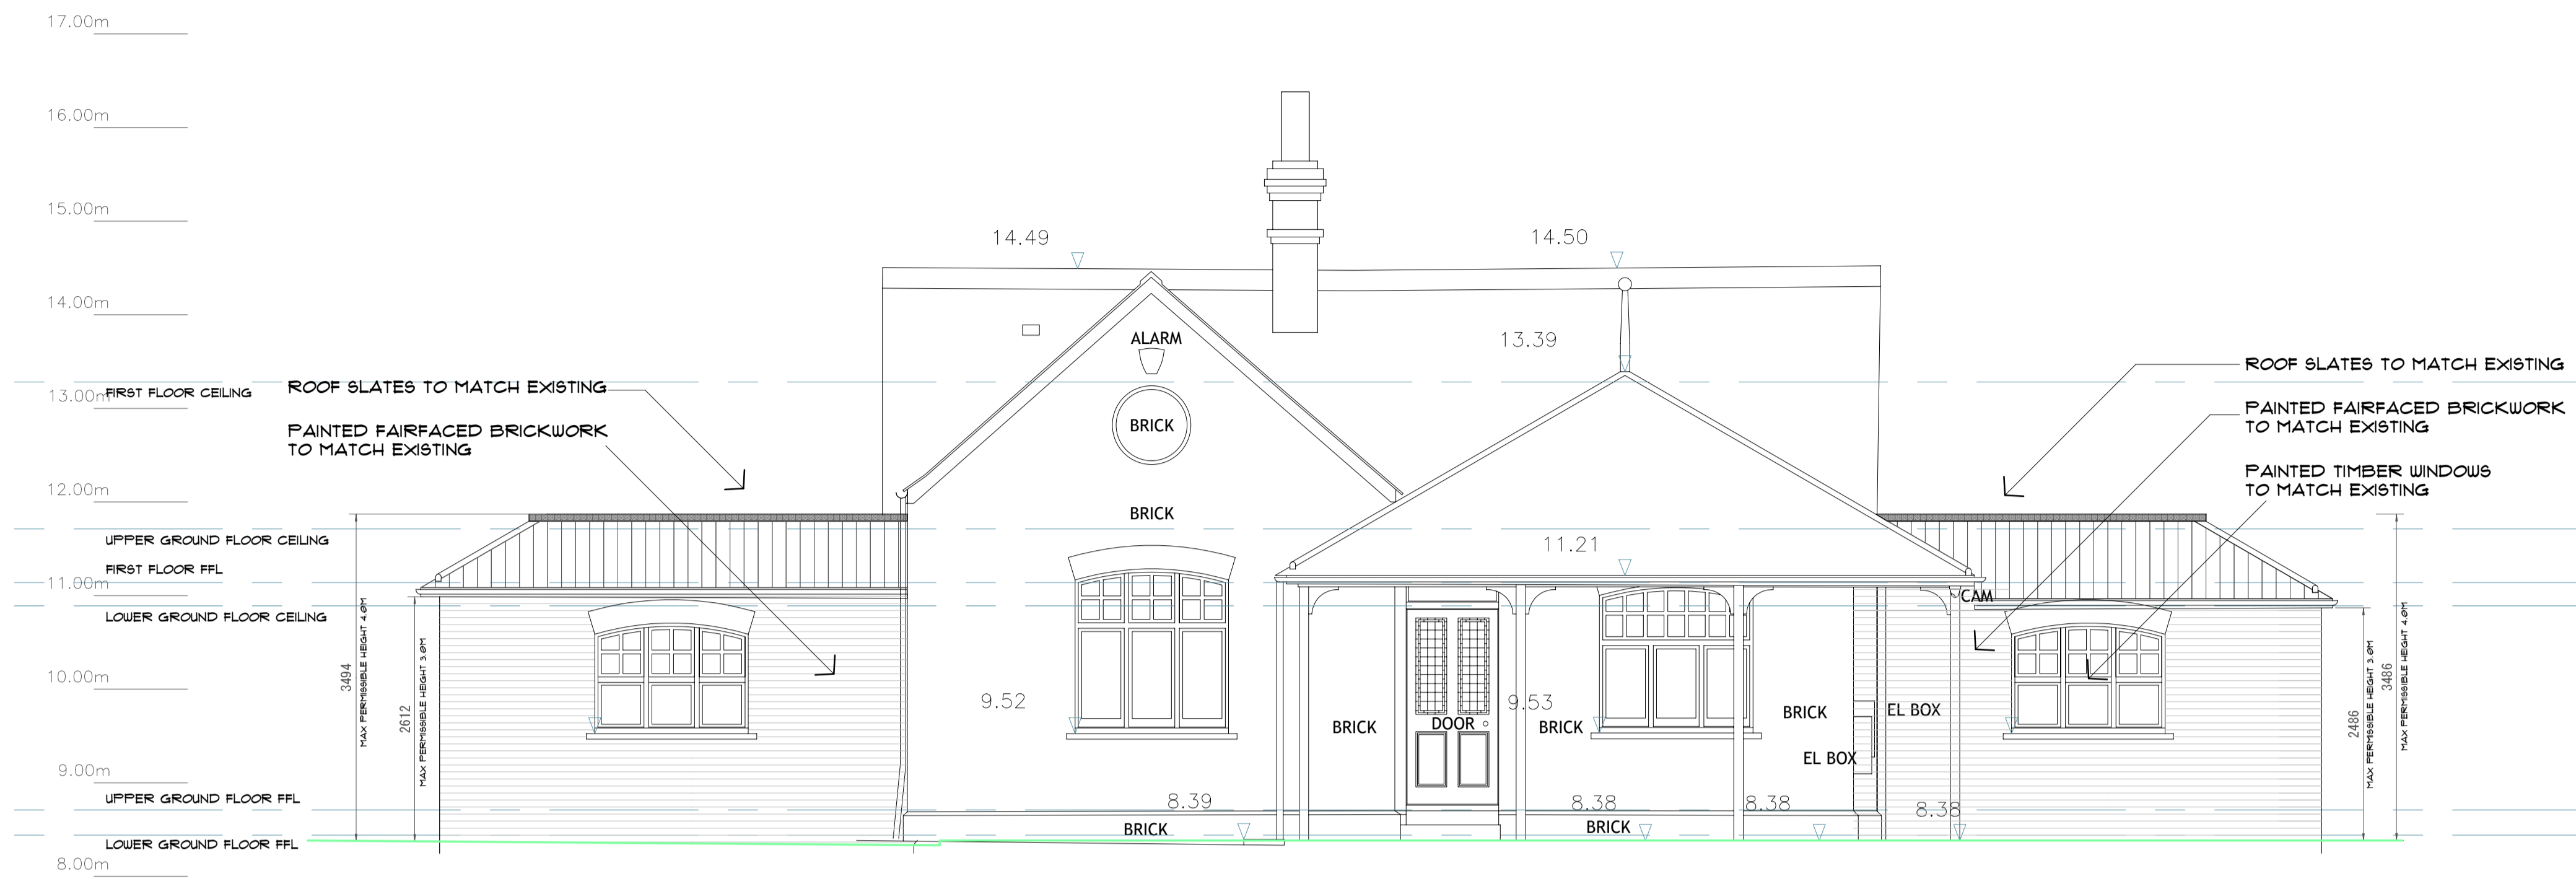 17.00m
16.00m
15.00m
14.49
14.50
14.00m
13.39
ALARM
ROOF SLATES TO MATCH EXISTING
FIRST FLOOR CEILING
ROOF SLATES TO MATCH EXISTING
13.00m
PAINTED FAIRFACED BRICKWORK
TO MATCH EXISTING
BRICK
PAINTED FAIRFACED BRICKWORK
TO MATCH EXISTING
PAINTED TIMBER WINDOWS
TO MATCH EXISTING
12.00m
BRICK
UPPER GROUND FLOOR CEILING
11.21
FIRST FLOOR FFL
11.00m
CAM
LOWER GROUND FLOOR CEILING
3494
MAX PERMISSIBLE HEIGHT 4.0M
2612
MAX PERMISSIBLE HEIGHT 3.0M
2486
MAX PERMISSIBLE HEIGHT 3.0M
3486
MAX PERMISSIBLE HEIGHT 4.0M
10.00m
9.52
9.53
BRICK
DOOR
BRICK
BRICK
EL BOX
EL BOX
9.00m
UPPER GROUND FLOOR FFL
8.39
8.38
8.38
8.38
BRICK
BRICK
LOWER GROUND FLOOR FFL
8.00m